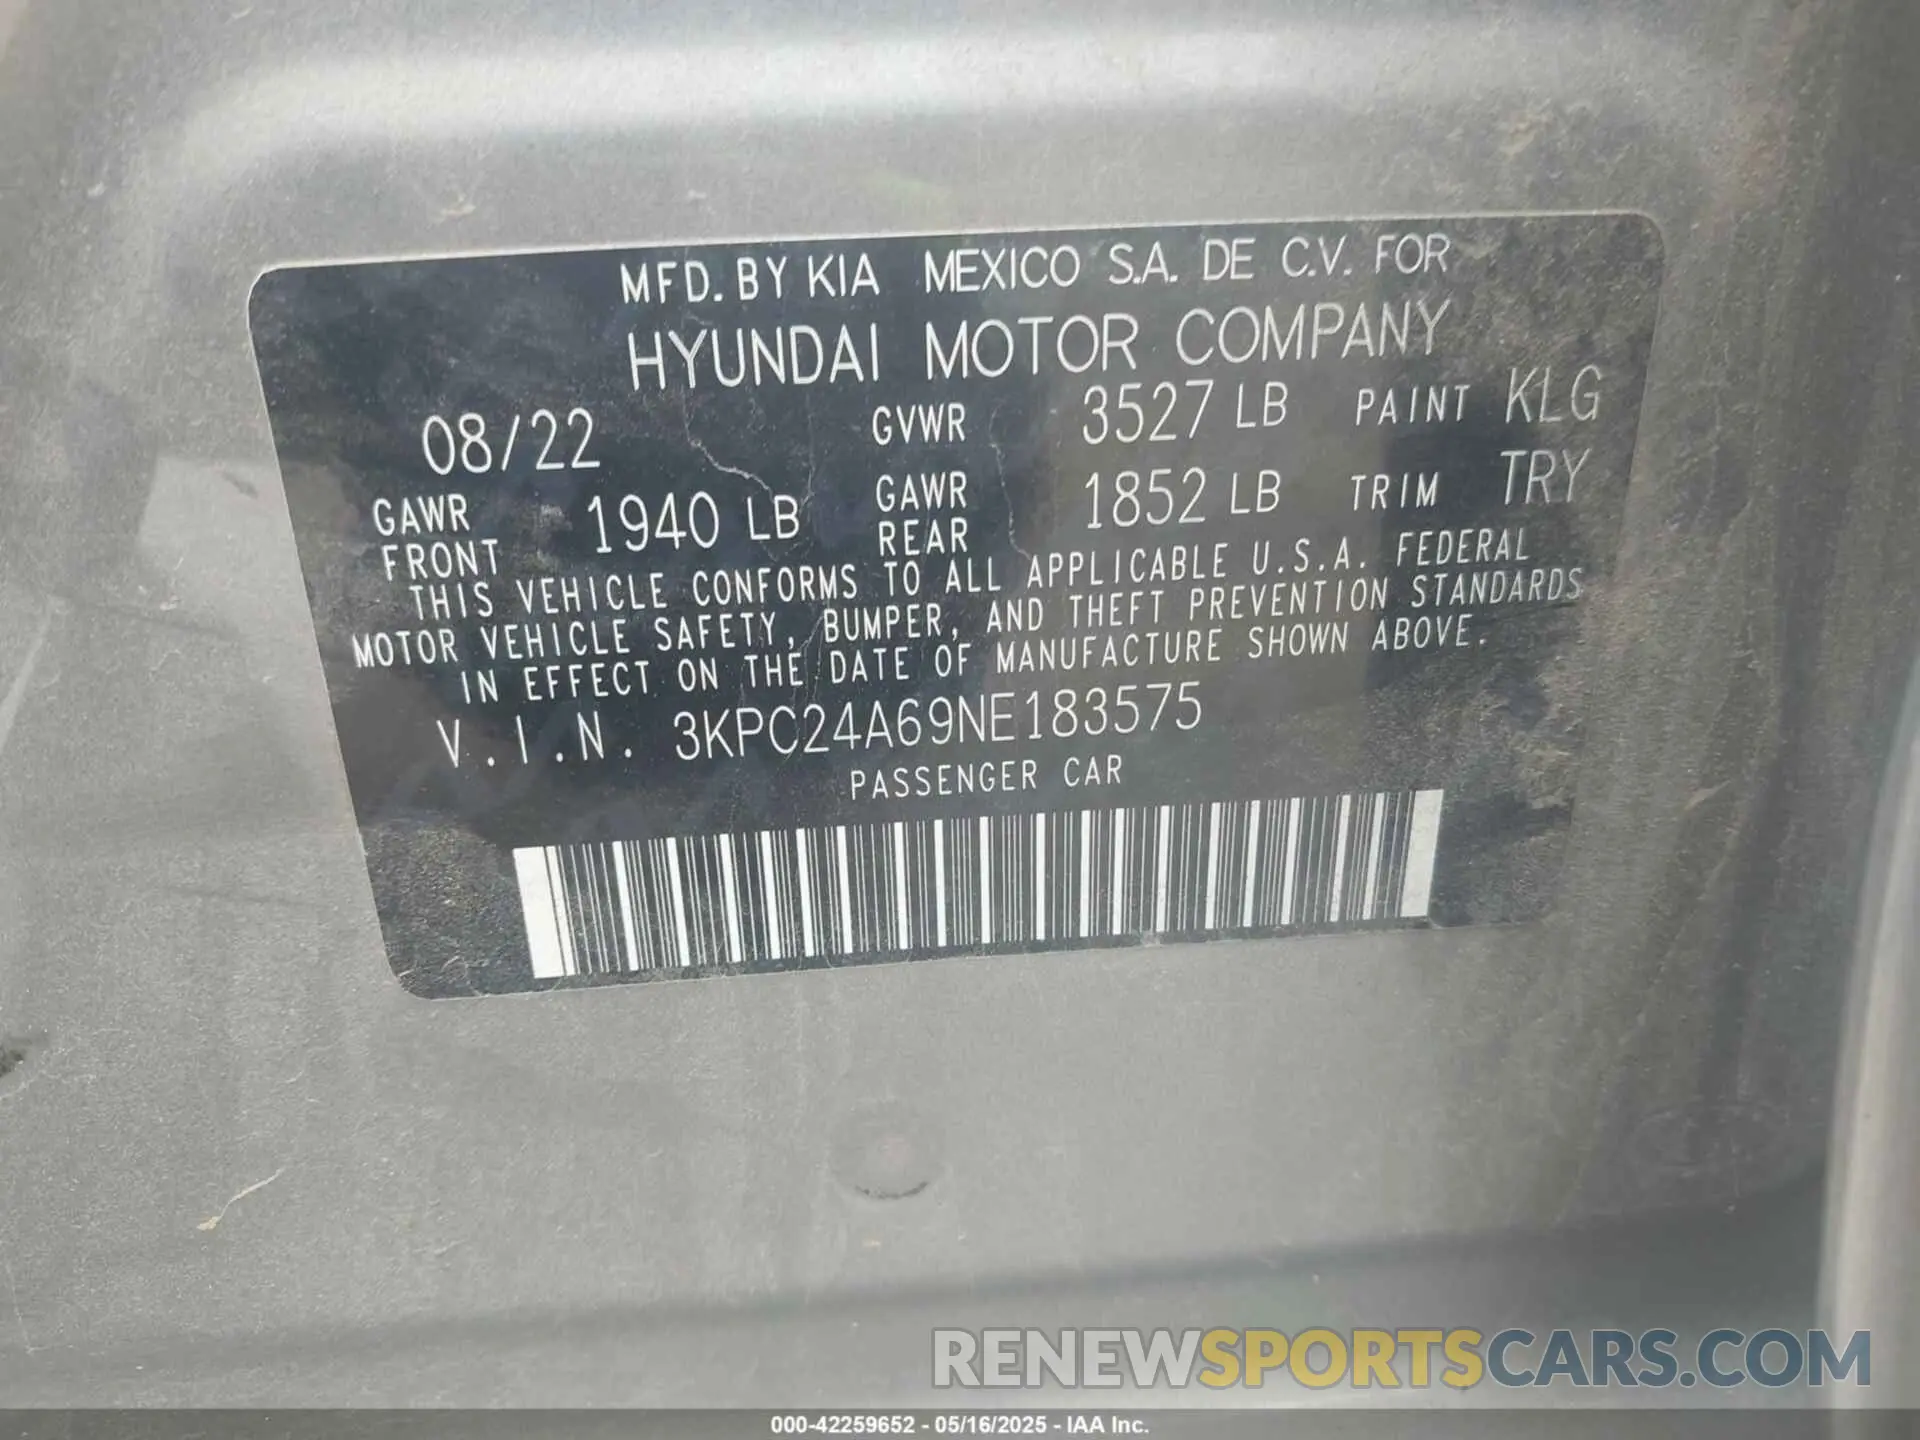 MFD. BY KIA MEXICO S.A. DE C.V. FOR
HYUNDAI MOTOR COMPANY
08/22 GVWR 3527 LB PAINT KLG
GAWR FRONT 1940 LB GAWR REAR 1852 LB TRIM TRY
THIS VEHICLE CONFORMS TO ALL APPLICABLE U.S.A. FEDERAL
MOTOR VEHICLE SAFETY, BUMPER, AND THEFT PREVENTION STANDARDS
IN EFFECT ON THE DATE OF MANUFACTURE SHOWN ABOVE.
V.I.N. 3KPC24A69NE183575
PASSENGER CAR
RENEWSPORTSCARS.COM
000-42259652 - 05/16/2025 - IAA Inc.